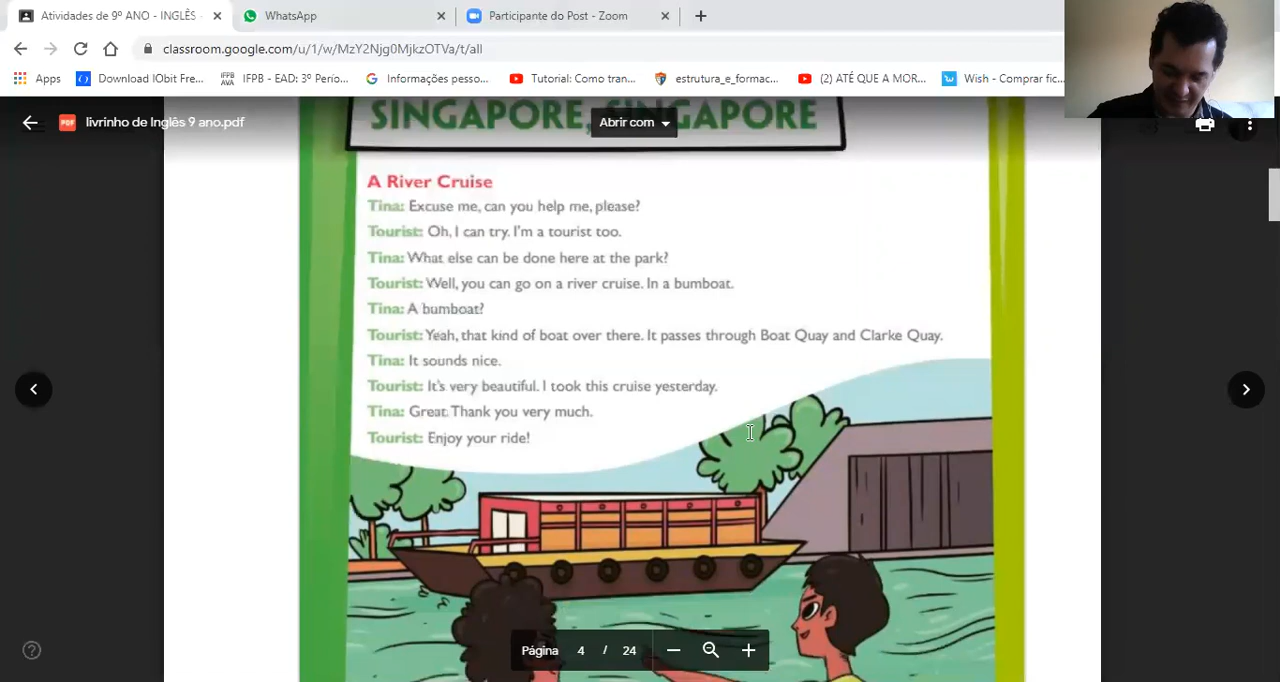 Atividades de 9º ANO - INGLÊS
WhatsApp
Participante do Post - Zoom
classroom.google.com/u/1/w/MzY2Njg0MjkzOTVa/t/all
Apps
Download IObit Fre...
IFPB - EAD: 3º Perío...
Informações pesso...
Tutorial: Como tran...
estrutura_e_formac...
(2) ATÉ QUE A MOR...
Wish - Comprar fic...
PDF
livrinho de Inglês 9 ano.pdf
Abrir com
SINGAPORE, SINGAPORE
A River Cruise
Tina: Excuse me, can you help me, please?
Tourist: Oh, I can try. I'm a tourist too.
Tina: What else can be done here at the park?
Tourist: Well, you can go on a river cruise. In a bumboat.
Tina: A bumboat?
Tourist: Yeah, that kind of boat over there. It passes through Boat Quay and Clarke Quay.
Tina: It sounds nice.
Tourist: It's very beautiful. I took this cruise yesterday.
Tina: Great. Thank you very much.
Tourist: Enjoy your ride!
Página 4 / 24